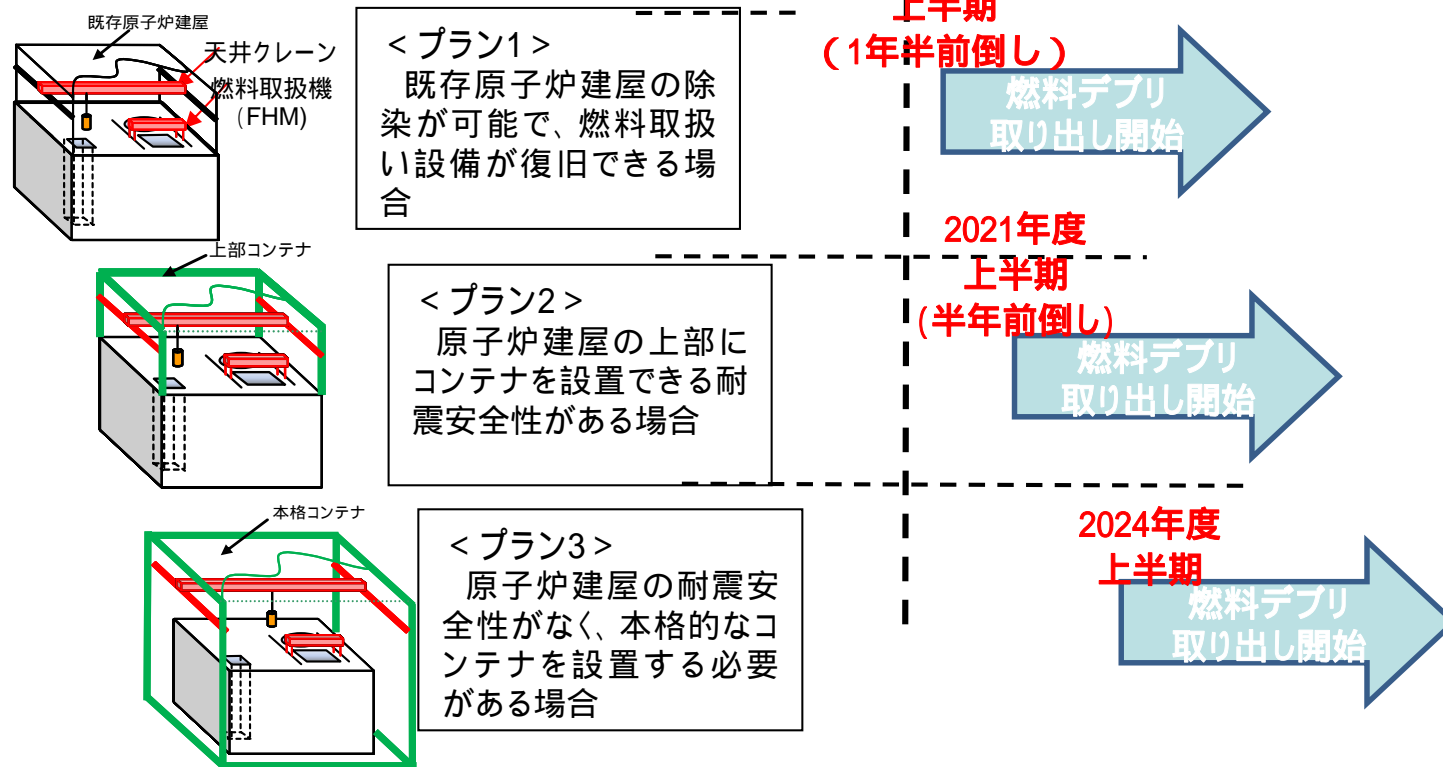 既存原子炉建屋
天井クレーン
燃料取扱機
(FHM)
<プラン1>
既存原子炉建屋の除
染が可能で、燃料取扱
い設備が復旧できる場
合
上半期
(1年半前倒し)
燃料デブリ
取り出し開始
上部コンテナ
<プラン2>
原子炉建屋の上部に
コンテナを設置できる耐
震安全性がある場合
2021年度
上半期
(半年前倒し)
燃料デブリ
取り出し開始
本格コンテナ
<プラン3>
原子炉建屋の耐震安
全性がなく、本格的なコ
ンテナを設置する必要
がある場合
2024年度
上半期
燃料デブリ
取り出し開始